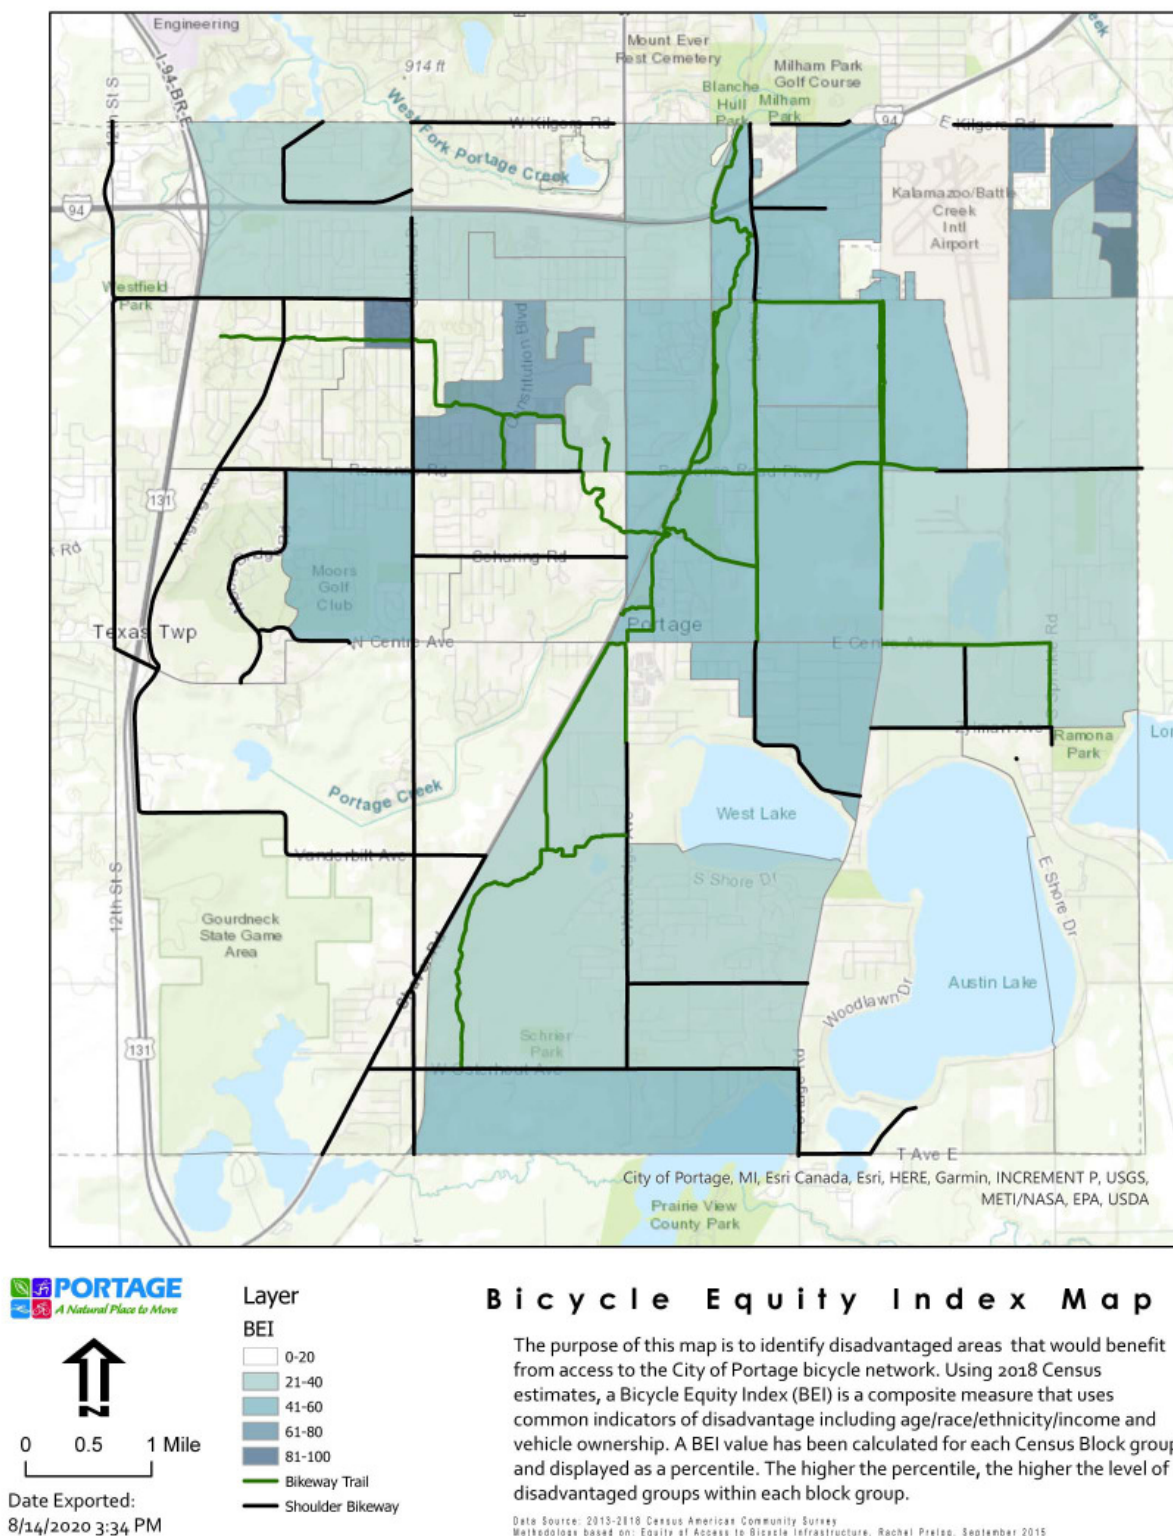 Engineering
Mount Ever
Rest Cemetery
914 ft
Milham Park
Golf Course
Blanche
Hull
Park
Milham
Park
I-94-BR-E
12th St S
W Kilgore Rd
94
E Kilgore Rd
West Fork Portage Creek
94
Kalamazoo/Battle
Creek
Intl
Airport
Westfield
Park
Constitution Blvd
Romence Rd
Romence Road Pkwy
131
Angling Rd
Schuring Rd
Moors
Golf
Club
Texas Twp
Portage
N Centre Ave
E Centre Ave
S Sprinkle Rd
Zylman Ave
Ramona
Park
Portage Creek
West Lake
Vanderbilt Ave
S Shore Dr
E Shore Dr
12th St S
Gourdneck
State Game
Area
Shaver Rd
Woodlawn Dr
Austin Lake
131
Schrier
Park
W Osterhout Ave
Portage Rd
T Ave E
City of Portage, MI, Esri Canada, Esri, HERE, Garmin, INCREMENT P, USGS,
METI/NASA, EPA, USDA
Prairie View
County Park
PORTAGE
A Natural Place to Move
N
0 0.5 1 Mile
Date Exported:
8/14/2020 3:34 PM
Layer
BEI
0-20
21-40
41-60
61-80
81-100
Bikeway Trail
Shoulder Bikeway
Bicycle Equity Index Map
The purpose of this map is to identify disadvantaged areas that would benefit
from access to the City of Portage bicycle network. Using 2018 Census
estimates, a Bicycle Equity Index (BEI) is a composite measure that uses
common indicators of disadvantage including age/race/ethnicity/income and
vehicle ownership. A BEI value has been calculated for each Census Block group
and displayed as a percentile. The higher the percentile, the higher the level of
disadvantaged groups within each block group.
Data Source: 2013-2018 Census American Community Survey
Methodology based on: Equity of Access to Bicycle Infrastructure, Rachel Prelog, September 2015